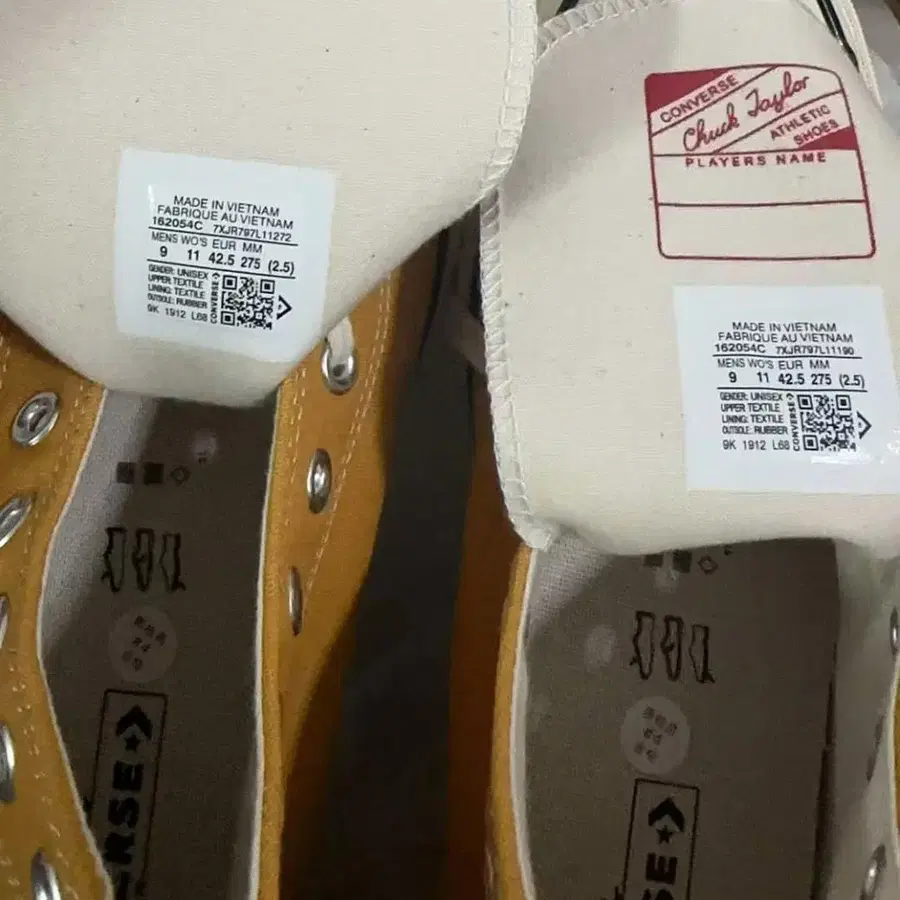 MADE IN VIETNAM
FABRIQUE AU VIETNAM
162054C 7XJR797L11272
MENS WO'S EUR MM
9 11 42.5 275 (2.5)
GENDER: UNISEX
UPPER: TEXTILE
LINING: TEXTILE
OUTSOLE: RUBBER
9K 1912 L68
CONVERSE
CONVERSE
Chuck Taylor
ATHLETIC
SHOES
PLAYERS NAME
MADE IN VIETNAM
FABRIQUE AU VIETNAM
162054C 7XJR797L11190
MENS WO'S EUR MM
9 11 42.5 275 (2.5)
GENDER: UNISEX
UPPER: TEXTILE
LINING: TEXTILE
OUTSOLE: RUBBER
9K 1912 L68
CONVERSE
ERSE
SE